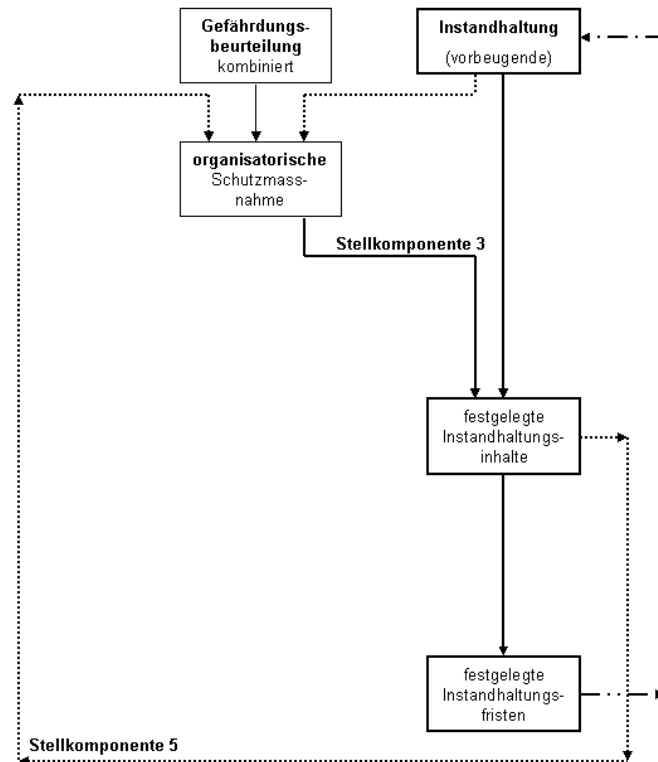 Gefährdungs-
beurteilung
kombiniert
Instandhaltung
(vorbeugende)
organisatorische
Schutzmass-
nahme
Stellkomponente 3
festgelegte
Instandhaltungs-
inhalte
festgelegte
Instandhaltungs-
fristen
Stellkomponente 5